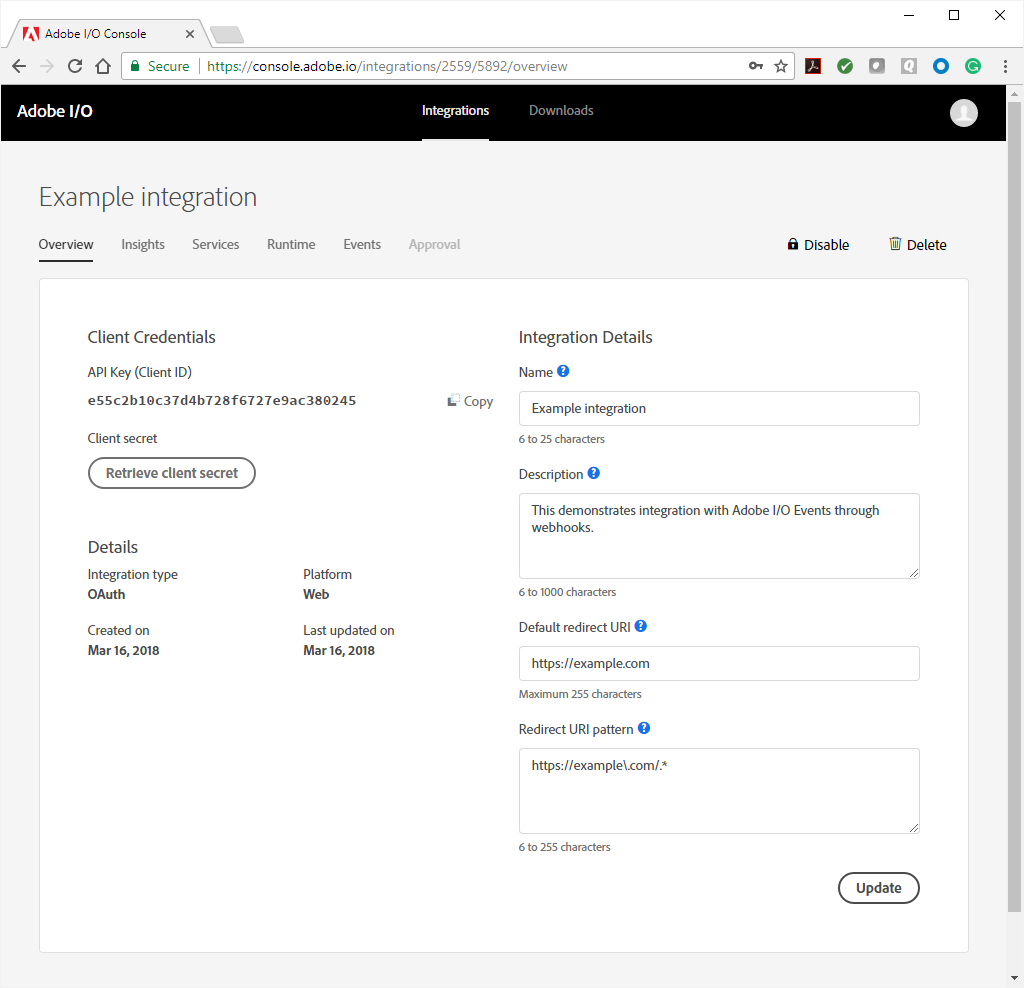 Adobe I/O Console
Secure https://console.adobe.io/integrations/2559/5892/overview
Adobe I/O
Integrations
Downloads
Example integration
Overview
Insights
Services
Runtime
Events
Approval
Disable
Delete
Client Credentials
API Key (Client ID)
e55c2b10c37d4b728f6727e9ac380245
Copy
Client secret
Retrieve client secret
Details
Integration type
OAuth
Platform
Web
Created on
Mar 16, 2018
Last updated on
Mar 16, 2018
Integration Details
Name ?
Example integration
6 to 25 characters
Description ?
This demonstrates integration with Adobe I/O Events through
webhooks.
6 to 1000 characters
Default redirect URI ?
https://example.com
Maximum 255 characters
Redirect URI pattern ?
https://example\.com/.*
6 to 255 characters
Update